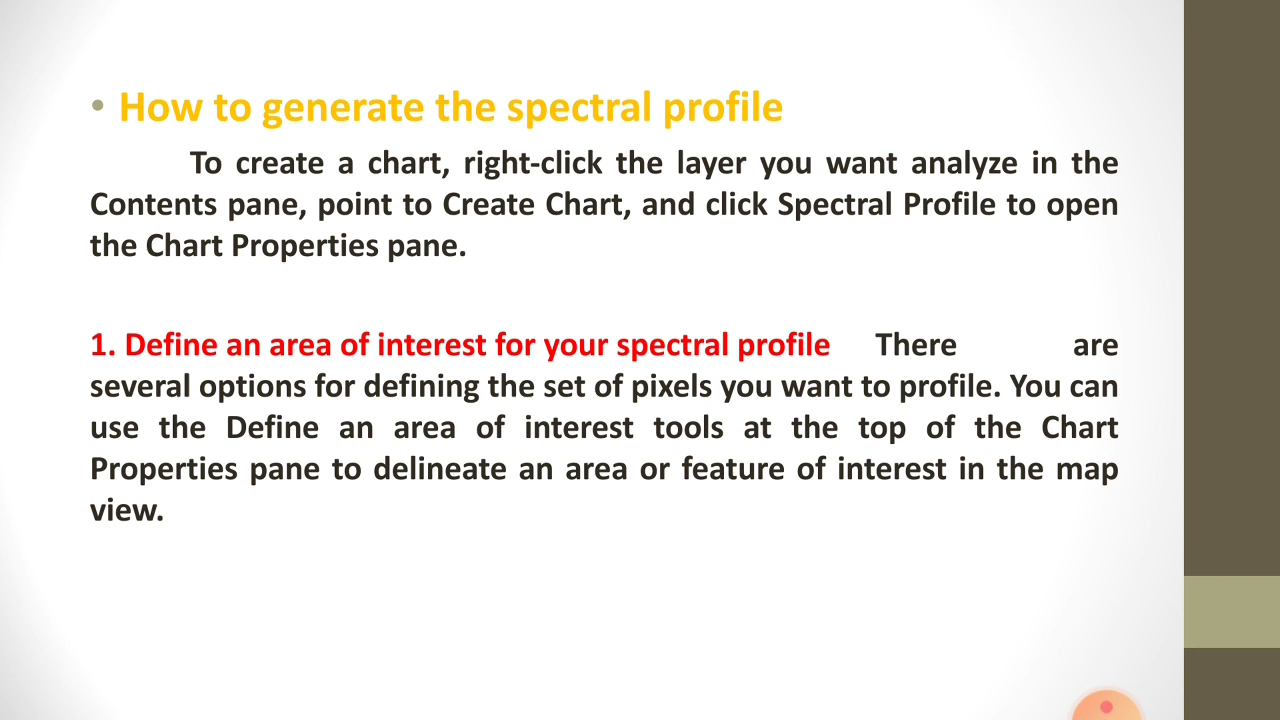 • How to generate the spectral profile
To create a chart, right-click the layer you want analyze in the
Contents pane, point to Create Chart, and click Spectral Profile to open
the Chart Properties pane.
1. Define an area of interest for your spectral profile There are
several options for defining the set of pixels you want to profile. You can
use the Define an area of interest tools at the top of the Chart
Properties pane to delineate an area or feature of interest in the map
view.